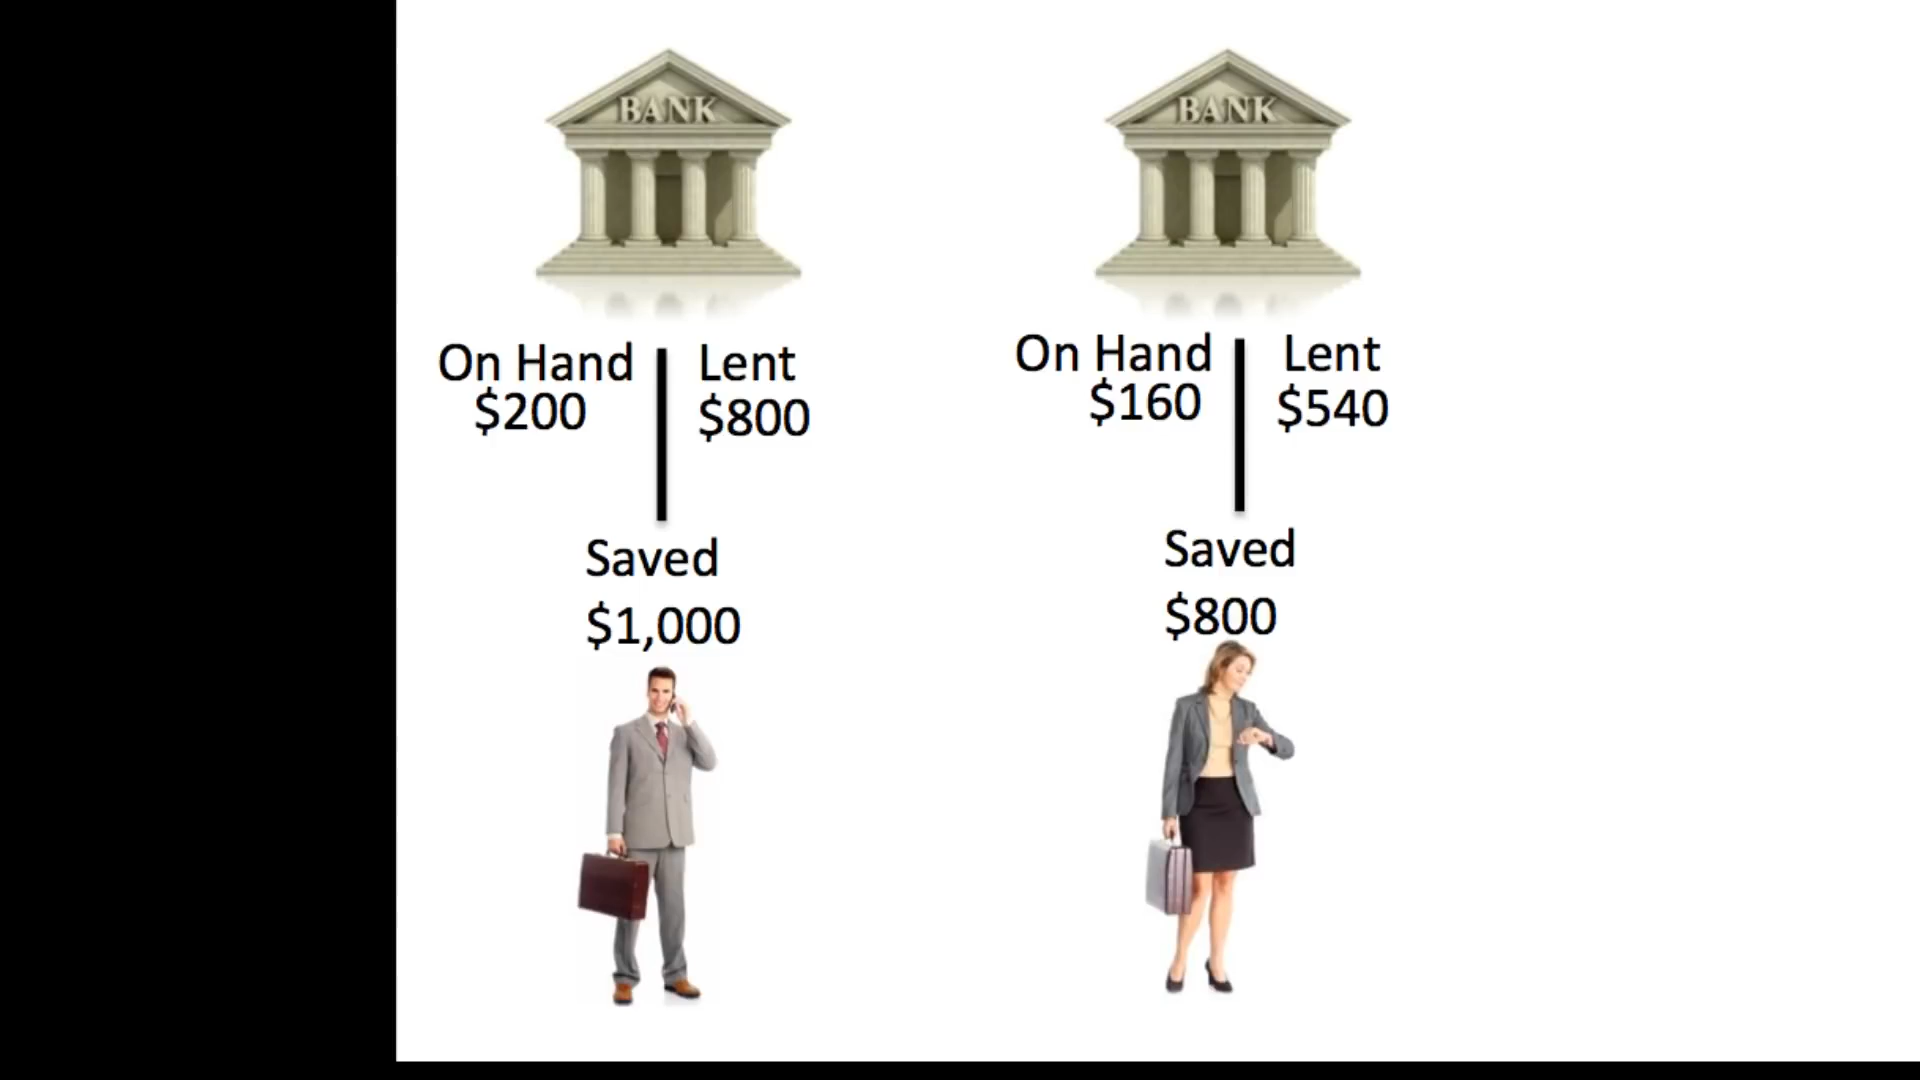 BANK
On Hand
$200
Lent
$800
Saved
$1,000
BANK
On Hand
$160
Lent
$540
Saved
$800